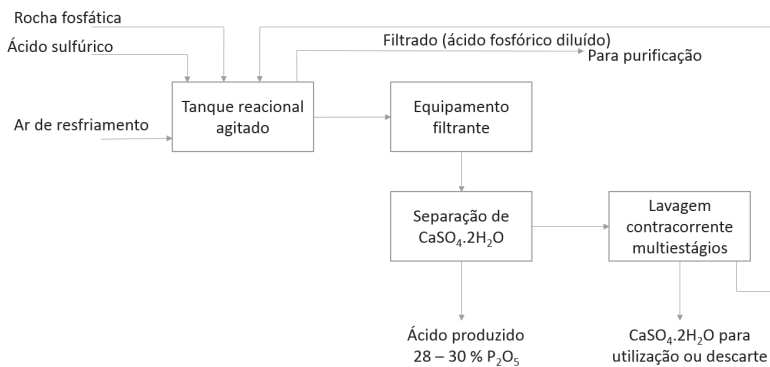 Rocha fosfática
Ácido sulfúrico
Filtrado (ácido fosfórico diluído)
Para purificação
Ar de resfriamento
Tanque reacional
agitado
Equipamento
filtrante
Separação de
CaSO₄.2H₂O
Lavagem
contracorrente
multiestágios
Ácido produzido
28 – 30 % P₂O₅
CaSO₄.2H₂O para
utilização ou descarte